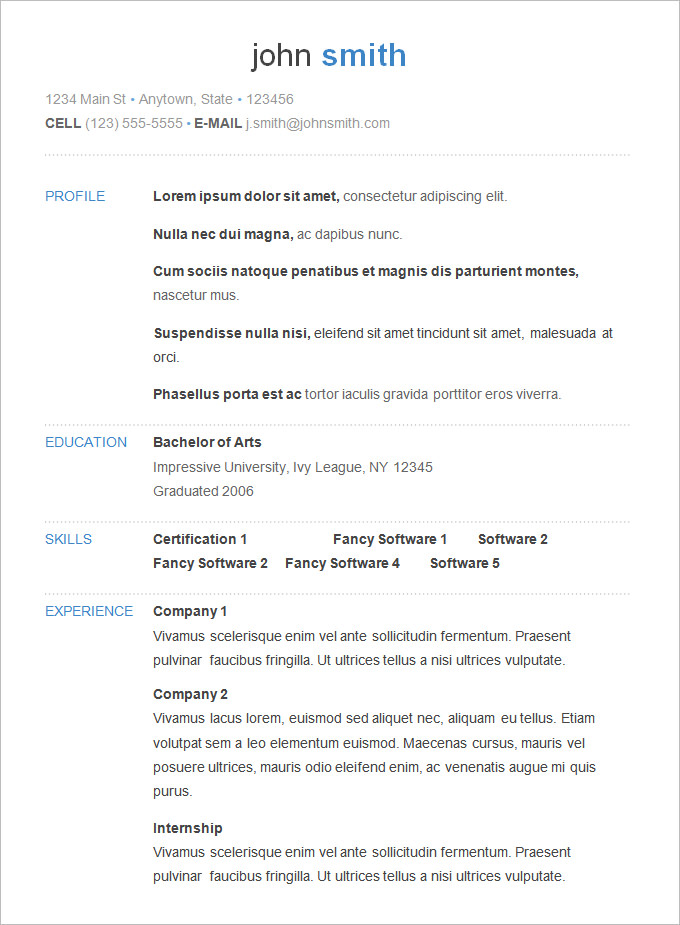 john smith
1234 Main St • Anytown, State • 123456
CELL (123) 555-5555 • E-MAIL j.smith@johnsmith.com
PROFILE
Lorem ipsum dolor sit amet, consectetur adipiscing elit.
Nulla nec dui magna, ac dapibus nunc.
Cum sociis natoque penatibus et magnis dis parturient montes,
nascetur mus.
Suspendisse nulla nisi, eleifend sit amet tincidunt sit amet, malesuada at
orci.
Phasellus porta est ac tortor iaculis gravida porttitor eros viverra.
EDUCATION
Bachelor of Arts
Impressive University, Ivy League, NY 12345
Graduated 2006
SKILLS
Certification 1 Fancy Software 1 Software 2
Fancy Software 2 Fancy Software 4 Software 5
EXPERIENCE
Company 1
Vivamus scelerisque enim vel ante sollicitudin fermentum. Praesent
pulvinar faucibus fringilla. Ut ultrices tellus a nisi ultrices vulputate.
Company 2
Vivamus lacus lorem, euismod sed aliquet nec, aliquam eu tellus. Etiam
volutpat sem a leo elementum euismod. Maecenas cursus, mauris vel
posuere ultrices, mauris odio eleifend enim, ac venenatis augue mi quis
purus.
Internship
Vivamus scelerisque enim vel ante sollicitudin fermentum. Praesent
pulvinar faucibus fringilla. Ut ultrices tellus a nisi ultrices vulputate.